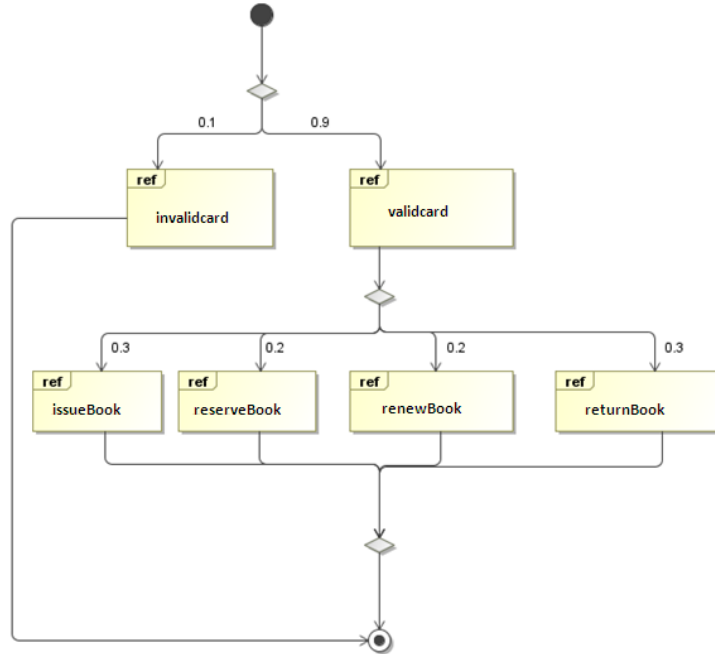 0.1
0.9
ref
invalidcard
ref
validcard
0.3
0.2
0.2
0.3
ref
issueBook
ref
reserveBook
ref
renewBook
ref
returnBook